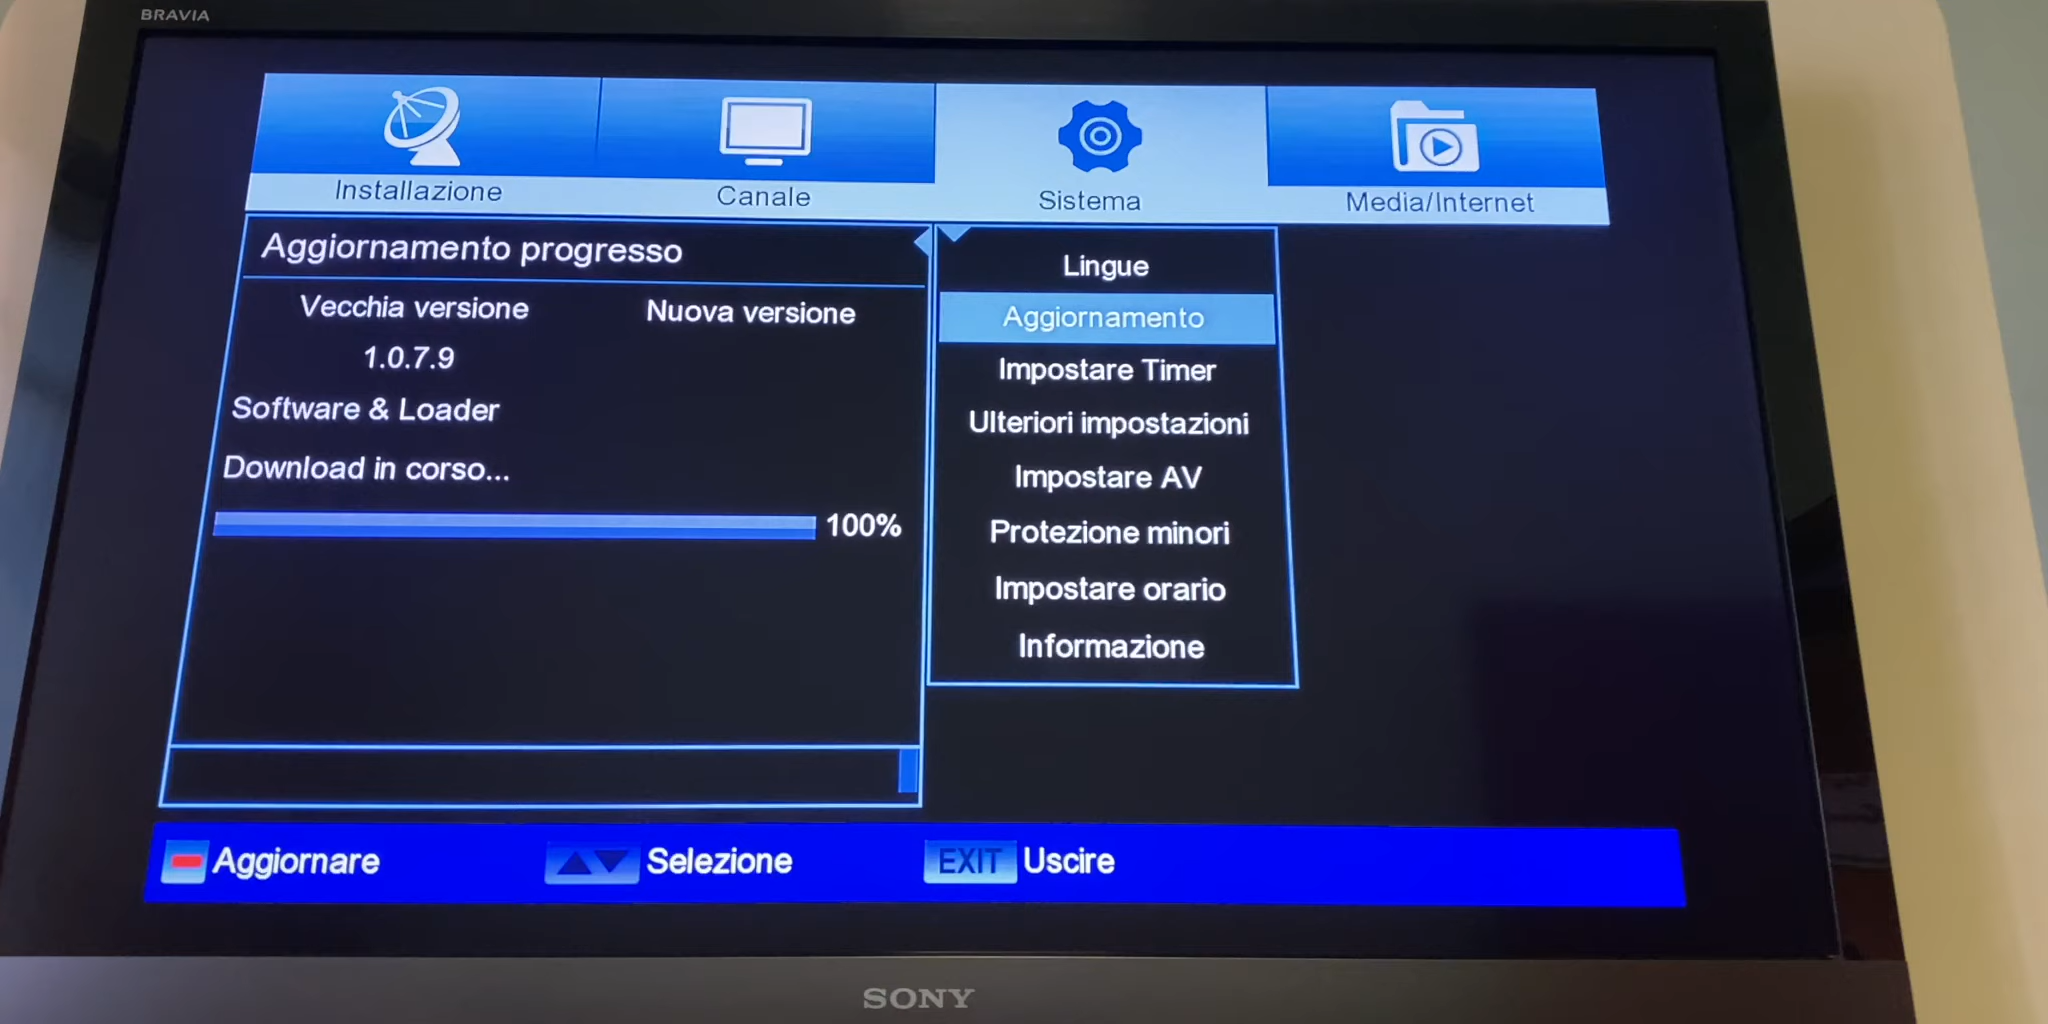 BRAVIA
Installazione
Canale
Sistema
Media/Internet
Aggiornamento progresso
Vecchia versione
Nuova versione
1.0.7.9
Software & Loader
Download in corso...
100%
Lingue
Aggiornamento
Impostare Timer
Ulteriori impostazioni
Impostare AV
Protezione minori
Impostare orario
Informazione
Aggiornare
Selezione
EXIT Uscire
SONY